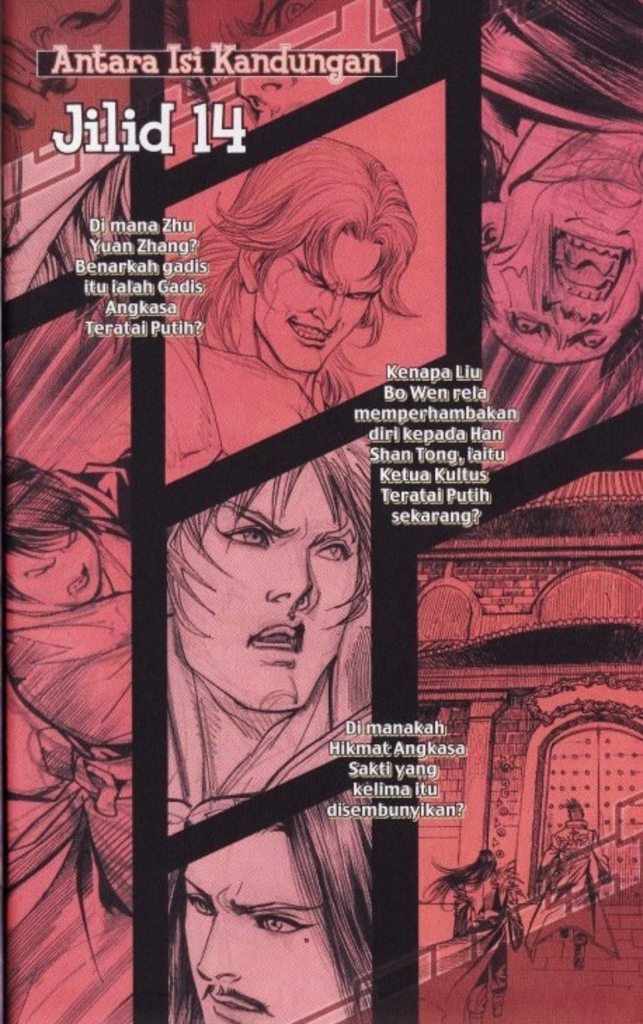 Antara Isi Kandungan
Jilid 14
Di mana Zhu
Yuan Zhang?
Benarkah gadis
itu ialah Gadis
Angkasa
Teratai Putih?
Kenapa Liu
Bo Wen rela
memperhambakan
diri kepada Han
Shan Tong, iaitu
Ketua Kultus
Teratai Putih
sekarang?
Di manakah
Hikmat Angkasa
Sakti yang
kelima itu
disembunyikan?